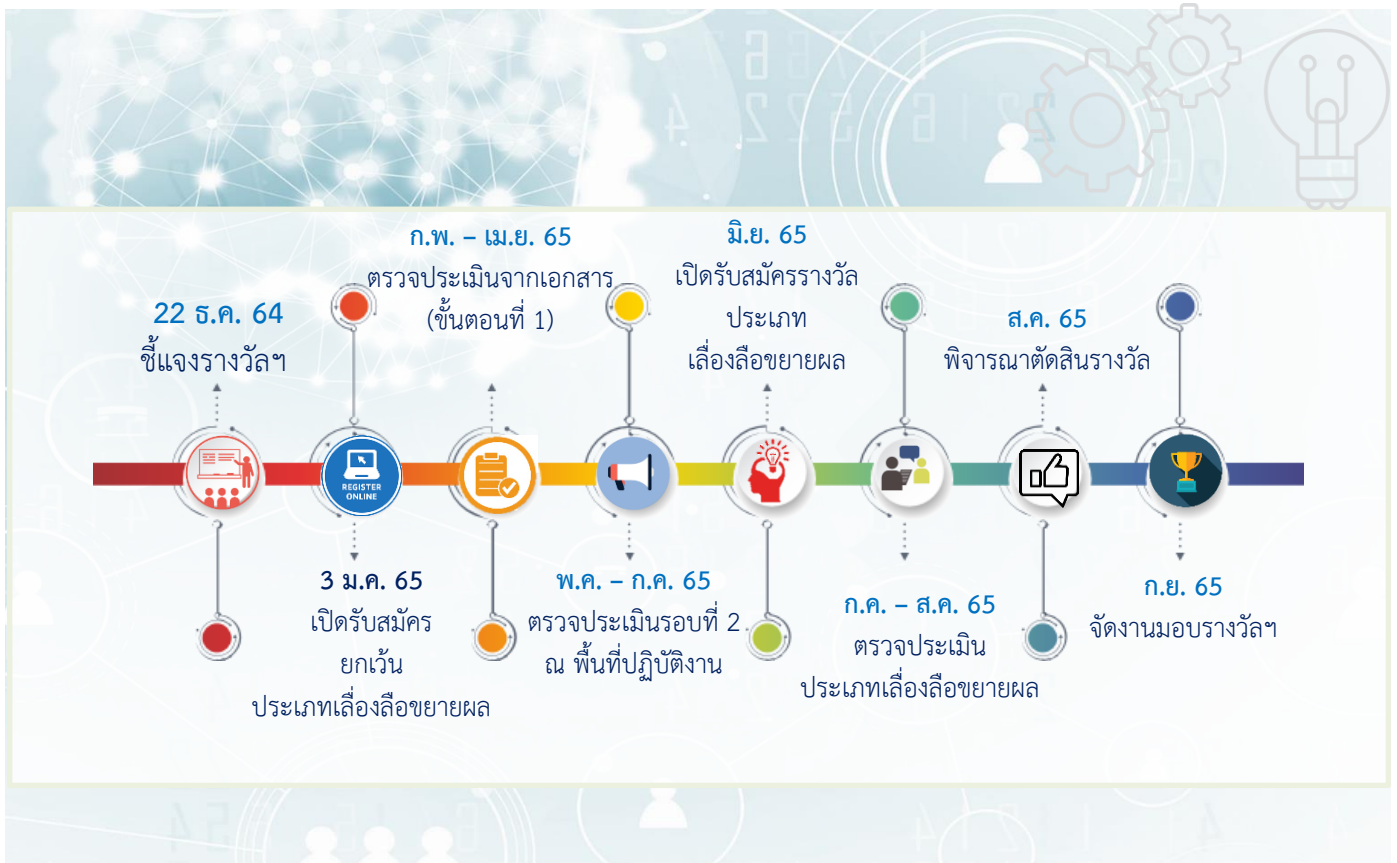 22 ธ.ค. 64
ชี้แจงรางวัลฯ
REGISTER
ONLINE
3 ม.ค. 65
เปิดรับสมัคร
ยกเว้น
ประเภทเลื่องลือขยายผล
ก.พ. – เม.ย. 65
ตรวจประเมินจากเอกสาร
(ขั้นตอนที่ 1)
พ.ค. – ก.ค. 65
ตรวจประเมินรอบที่ 2
ณ พื้นที่ปฏิบัติงาน
มิ.ย. 65
เปิดรับสมัครรางวัล
ประเภท
เลื่องลือขยายผล
ก.ค. – ส.ค. 65
ตรวจประเมิน
ประเภทเลื่องลือขยายผล
ส.ค. 65
พิจารณาตัดสินรางวัล
ก.ย. 65
จัดงานมอบรางวัลฯ